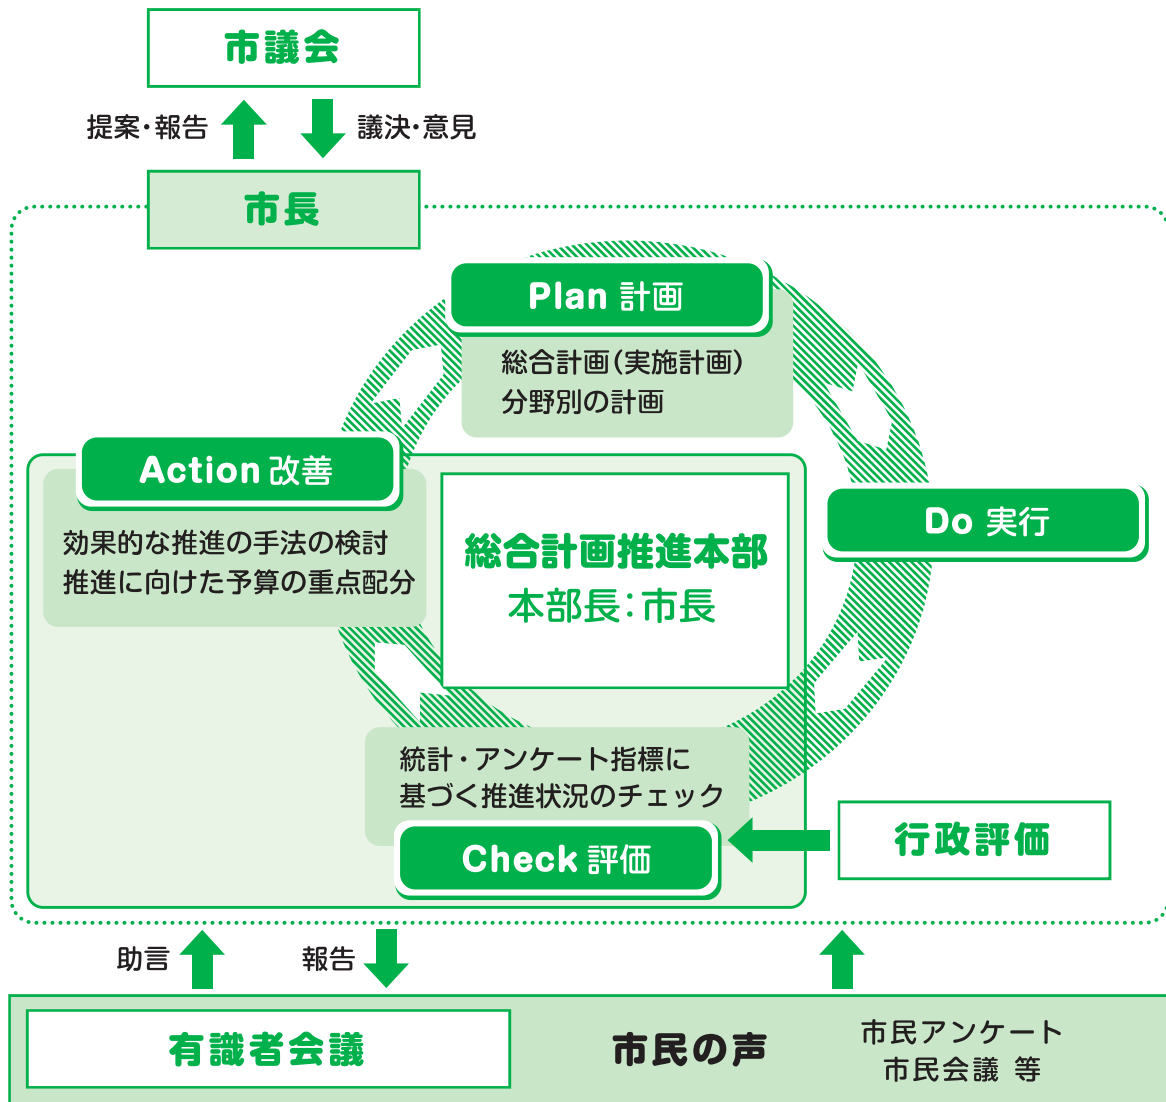 市議会
提案・報告
議決・意見
市長
Plan 計画
総合計画(実施計画)
分野別の計画
Action 改善
効果的な推進の手法の検討
推進に向けた予算の重点配分
総合計画推進本部
本部長:市長
Do 実行
統計・アンケート指標に
基づく推進状況のチェック
Check 評価
行政評価
助言
報告
有識者会議
市民の声
市民アンケート
市民会議 等